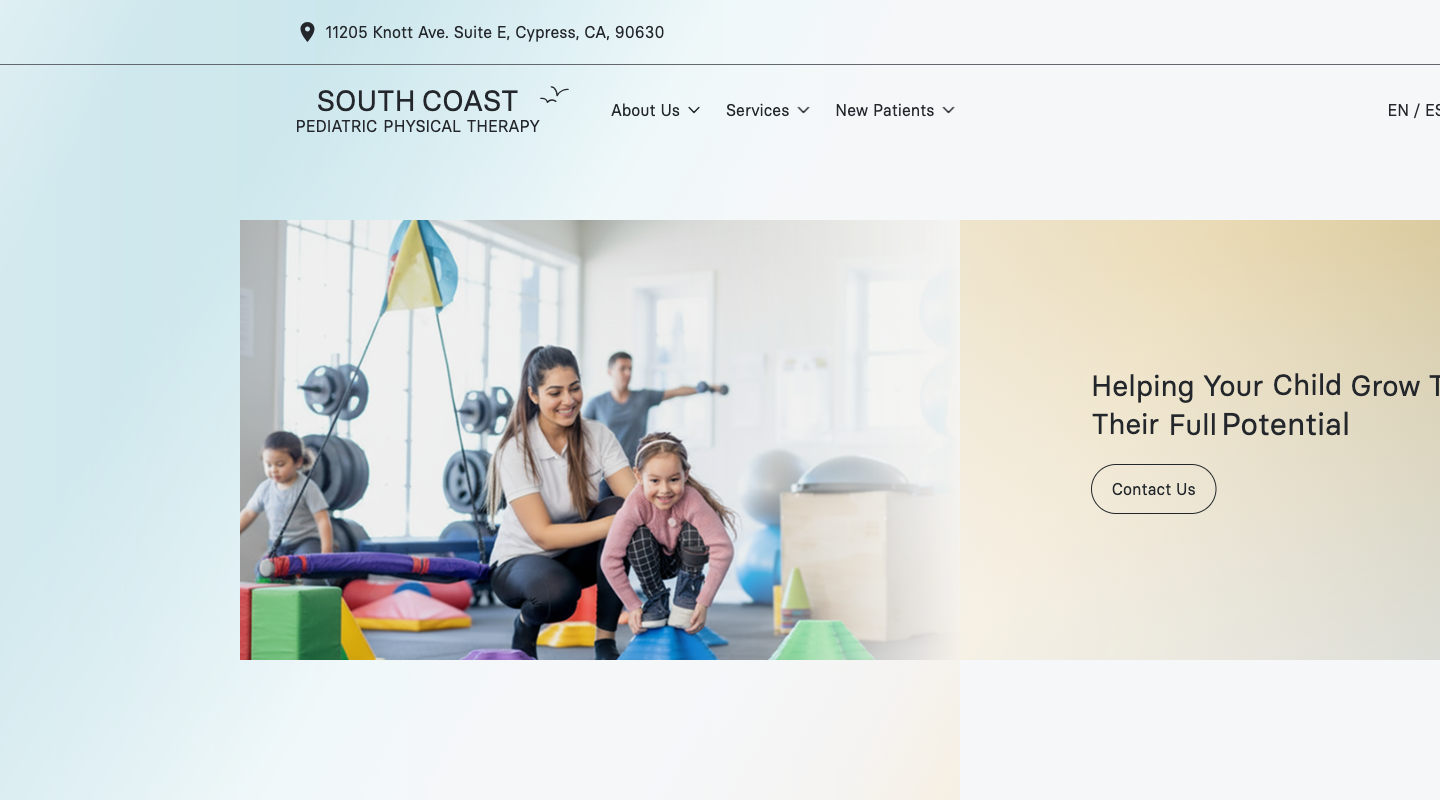 11205 Knott Ave. Suite E, Cypress, CA, 90630
SOUTH COAST
PEDIATRIC PHYSICAL THERAPY
About Us
Services
New Patients
EN / ES
Helping Your Child Grow T
Their Full Potential
Contact Us